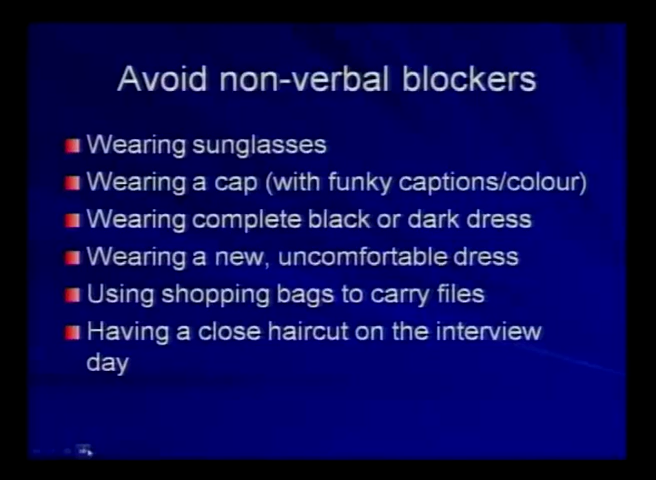 Avoid non-verbal blockers
Wearing sunglasses
Wearing a cap (with funky captions/colour)
Wearing complete black or dark dress
Wearing a new, uncomfortable dress
Using shopping bags to carry files
Having a close haircut on the interview
day